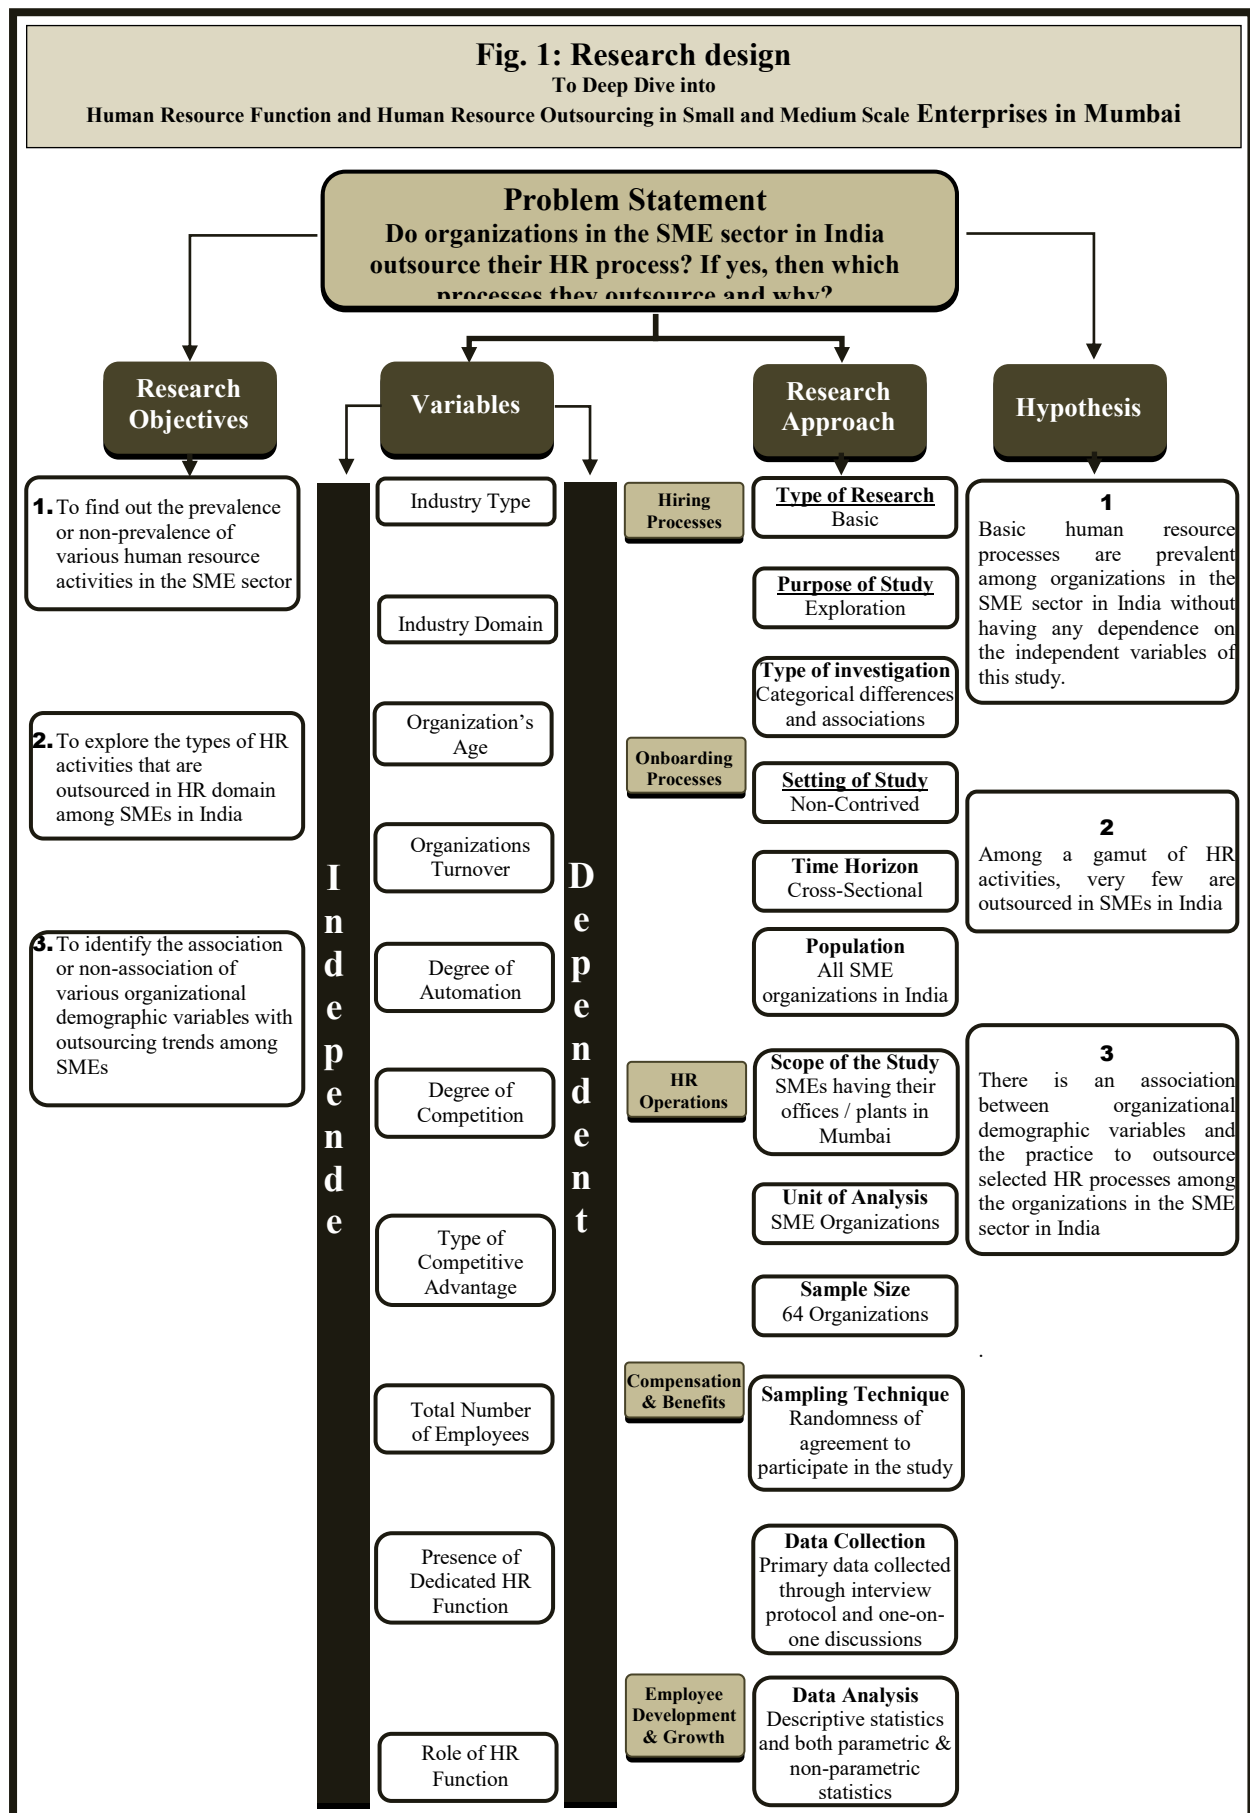 Fig. 1: Research design
To Deep Dive into
Human Resource Function and Human Resource Outsourcing in Small and Medium Scale Enterprises in Mumbai
Problem Statement
Do organizations in the SME sector in India
outsource their HR process? If yes, then which
processes they outsource and why?
Research
Objectives
1. To find out the prevalence
or non-prevalence of
various human resource
activities in the SME sector
2. To explore the types of HR
activities that are
outsourced in HR domain
among SMEs in India
3. To identify the association
or non-association of
various organizational
demographic variables with
outsourcing trends among
SMEs
Variables
I
n
d
e
p
e
n
d
e
Industry Type
Industry Domain
Organization’s
Age
Organizations
Turnover
Degree of
Automation
Degree of
Competition
Type of
Competitive
Advantage
Total Number
of Employees
Presence of
Dedicated HR
Function
Role of HR
Function
D
e
p
e
n
d
e
n
t
Hiring
Processes
Onboarding
Processes
HR
Operations
Compensation
& Benefits
Employee
Development
& Growth
Research
Approach
Type of Research
Basic
Purpose of Study
Exploration
Type of investigation
Categorical differences
and associations
Setting of Study
Non-Contrived
Time Horizon
Cross-Sectional
Population
All SME
organizations in India
Scope of the Study
SMEs having their
offices / plants in
Mumbai
Unit of Analysis
SME Organizations
Sample Size
64 Organizations
Sampling Technique
Randomness of
agreement to
participate in the study
Data Collection
Primary data collected
through interview
protocol and one-on-
one discussions
Data Analysis
Descriptive statistics
and both parametric &
non-parametric
statistics
Hypothesis
1
Basic human resource
processes are prevalent
among organizations in the
SME sector in India without
having any dependence on
the independent variables of
this study.
2
Among a gamut of HR
activities, very few are
outsourced in SMEs in India
3
There is an association
between organizational
demographic variables and
the practice to outsource
selected HR processes among
the organizations in the SME
sector in India
.